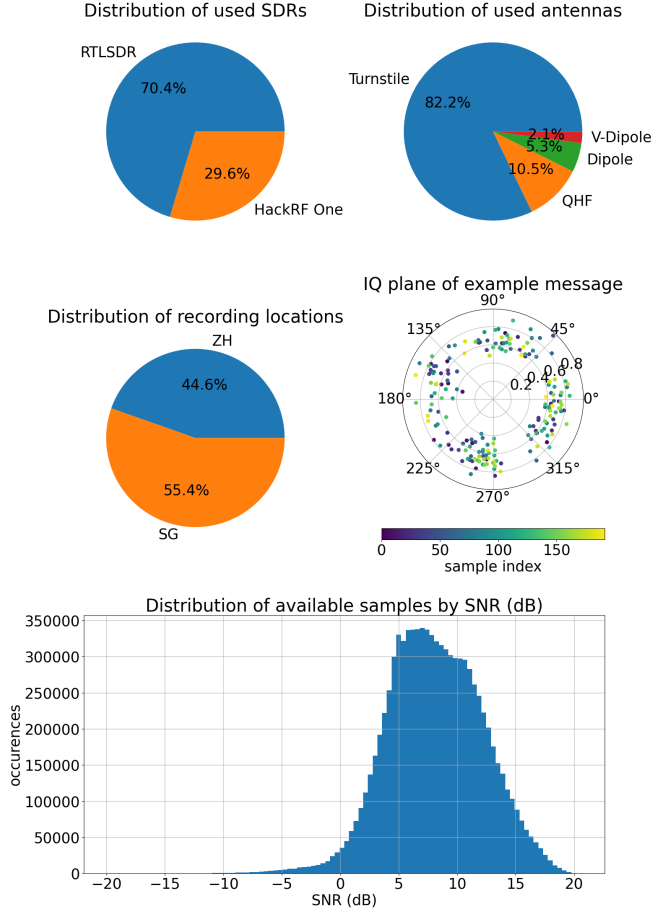 Distribution of used SDRs
RTLSDR
70.4%
29.6%
HackRF One
Distribution of used antennas
Turnstile
82.2%
2.1%
V-Dipole
5.3%
Dipole
10.5%
QHF
Distribution of recording locations
ZH
44.6%
55.4%
SG
IQ plane of example message
90°
135°
45°
0.8
0.6
0.4
0.2
180°
0°
225°
315°
270°
0
50
100
150
sample index
Distribution of available samples by SNR (dB)
350000
300000
250000
200000
150000
100000
50000
0
occurences
−20
−15
−10
−5
0
5
10
15
20
SNR (dB)